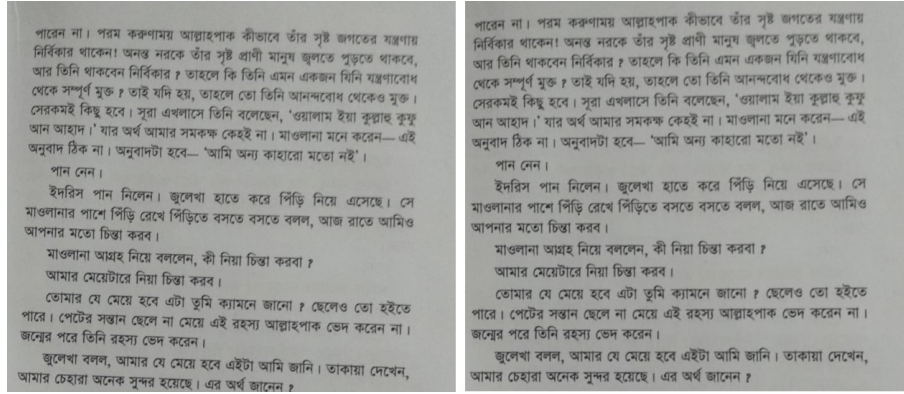 পারেন না। পরম করুণাময় আল্লাহপাক কীভাবে তাঁর সৃষ্ট জগতের যন্ত্রণায়
নির্বিকার থাকেন! অনন্ত নরকে তাঁর সৃষ্ট প্রাণী মানুষ জ্বলতে পুড়তে থাকবে,
আর তিনি থাকবেন নির্বিকার? তাহলে কি তিনি এমন একজন যিনি যন্ত্রণাবোধ
থেকে সম্পূর্ণ মুক্ত? তাই যদি হয়, তাহলে তো তিনি আনন্দবোধ থেকেও মুক্ত।
সেরকমই কিছু হবে। সূরা এখলাসে তিনি বলেছেন, 'ওয়ালাম ইয়া কুল্লাহু কুফু
আন আহাদ।' যার অর্থ আমার সমকক্ষ কেহই না। মাওলানা মনে করেন— এই
অনুবাদ ঠিক না। অনুবাদটা হবে— 'আমি অন্য কাহারো মতো নই'।
পান নেন।
ইদরিস পান নিলেন। জুলেখা হাতে করে পিঁড়ি নিয়ে এসেছে। সে
মাওলানার পাশে পিঁড়ি রেখে পিঁড়িতে বসতে বসতে বলল, আজ রাতে আমিও
আপনার মতো চিন্তা করব।
মাওলানা আগ্রহ নিয়ে বললেন, কী নিয়া চিন্তা করবা?
আমার মেয়েটারে নিয়া চিন্তা করব।
তোমার যে মেয়ে হবে এটা তুমি ক্যামনে জানো? ছেলেও তো হইতে
পারে। পেটের সন্তান ছেলে না মেয়ে এই রহস্য আল্লাহপাক ভেদ করেন না।
জন্মের পরে তিনি রহস্য ভেদ করেন।
জুলেখা বলল, আমার যে মেয়ে হবে এইটা আমি জানি। তাকায়া দেখেন,
আমার চেহারা অনেক সুন্দর হয়েছে। এর অর্থ জানেন?
পারেন না। পরম করুণাময় আল্লাহপাক কীভাবে তাঁর সৃষ্ট জগতের যন্ত্রণায়
নির্বিকার থাকেন! অনন্ত নরকে তাঁর সৃষ্ট প্রাণী মানুষ জ্বলতে পুড়তে থাকবে,
আর তিনি থাকবেন নির্বিকার? তাহলে কি তিনি এমন একজন যিনি যন্ত্রণাবোধ
থেকে সম্পূর্ণ মুক্ত? তাই যদি হয়, তাহলে তো তিনি আনন্দবোধ থেকেও মুক্ত।
সেরকমই কিছু হবে। সূরা এখলাসে তিনি বলেছেন, 'ওয়ালাম ইয়া কুল্লাহু কুফু
আন আহাদ।' যার অর্থ আমার সমকক্ষ কেহই না। মাওলানা মনে করেন— এই
অনুবাদ ঠিক না। অনুবাদটা হবে— 'আমি অন্য কাহারো মতো নই'।
পান নেন।
ইদরিস পান নিলেন। জুলেখা হাতে করে পিঁড়ি নিয়ে এসেছে। সে
মাওলানার পাশে পিঁড়ি রেখে পিঁড়িতে বসতে বসতে বলল, আজ রাতে আমিও
আপনার মতো চিন্তা করব।
মাওলানা আগ্রহ নিয়ে বললেন, কী নিয়া চিন্তা করবা?
আমার মেয়েটারে নিয়া চিন্তা করব।
তোমার যে মেয়ে হবে এটা তুমি ক্যামনে জানো? ছেলেও তো হইতে
পারে। পেটের সন্তান ছেলে না মেয়ে এই রহস্য আল্লাহপাক ভেদ করেন না।
জন্মের পরে তিনি রহস্য ভেদ করেন।
জুলেখা বলল, আমার যে মেয়ে হবে এইটা আমি জানি। তাকায়া দেখেন,
আমার চেহারা অনেক সুন্দর হয়েছে। এর অর্থ জানেন?